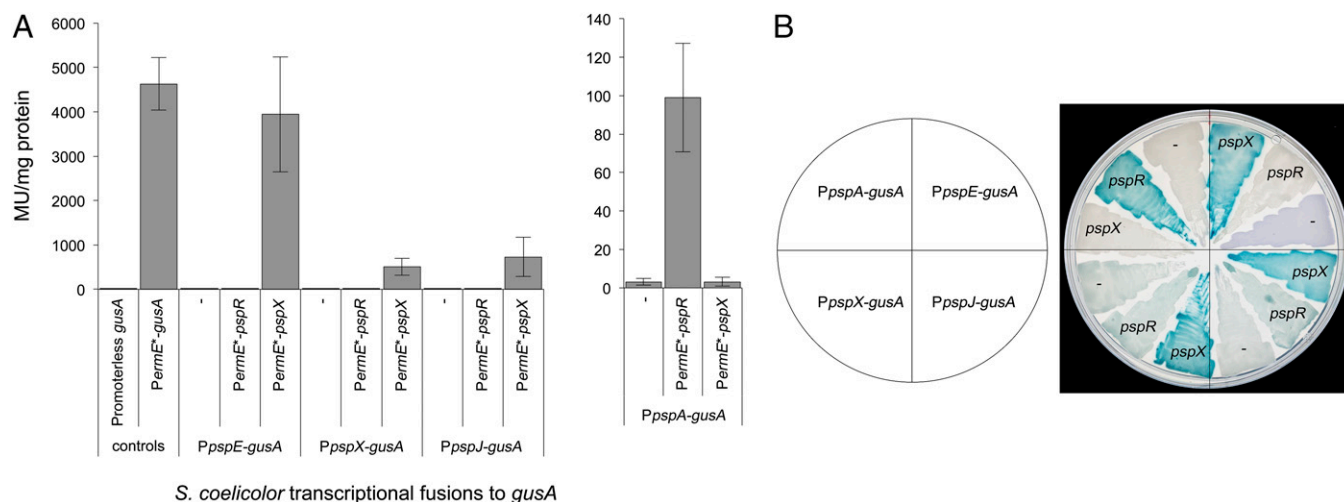 A
MU/mg protein
6000
5000
4000
3000
2000
1000
0
Promoterless gusA
PermE*-gusA
-
PermE*-pspR
PermE*-pspX
-
PermE*-pspR
PermE*-pspX
-
PermE*-pspR
PermE*-pspX
controls
PpspE-gusA
PpspX-gusA
PpspJ-gusA
S. coelicolor transcriptional fusions to gusA
140
120
100
80
60
40
20
0
-
PermE*-pspR
PermE*-pspX
PpspA-gusA
B
PpspA-gusA
PpspE-gusA
PpspX-gusA
PpspJ-gusA
-
pspX
pspR
pspR
pspX
-
-
pspX
pspR
pspR
pspX
-